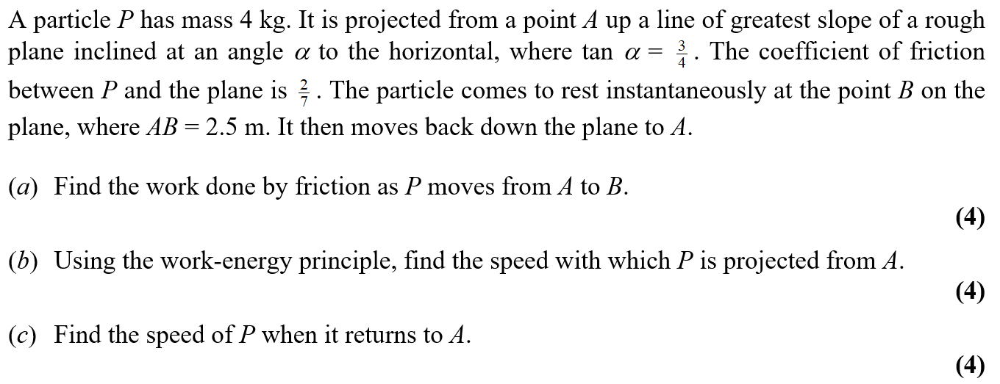 A particle P has mass 4 kg. It is projected from a point A up a line of greatest slope of a rough
plane inclined at an angle α to the horizontal, where tan α = 3/4 . The coefficient of friction
between P and the plane is 2/7 . The particle comes to rest instantaneously at the point B on the
plane, where AB = 2.5 m. It then moves back down the plane to A.
(a) Find the work done by friction as P moves from A to B.
(4)
(b) Using the work-energy principle, find the speed with which P is projected from A.
(4)
(c) Find the speed of P when it returns to A.
(4)